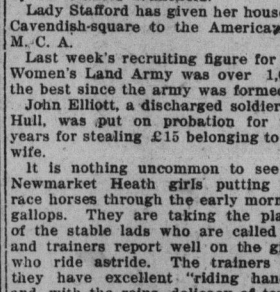 Lady Stafford has given her hous
Cavendish-square to the America
M. C. A.
Last week's recruiting figure for
Women's Land Army was over 1,
the best since the army was forme
John Elliott, a discharged soldier
Hull, was put on probation for
years for stealing £15 belonging to
wife.
It is nothing uncommon to see
Newmarket Heath girls putting
race horses through the early morn
gallops. They are taking the pla
of the stable lads who are called
and trainers report well on the g
who ride astride. The trainers
they have excellent "riding han